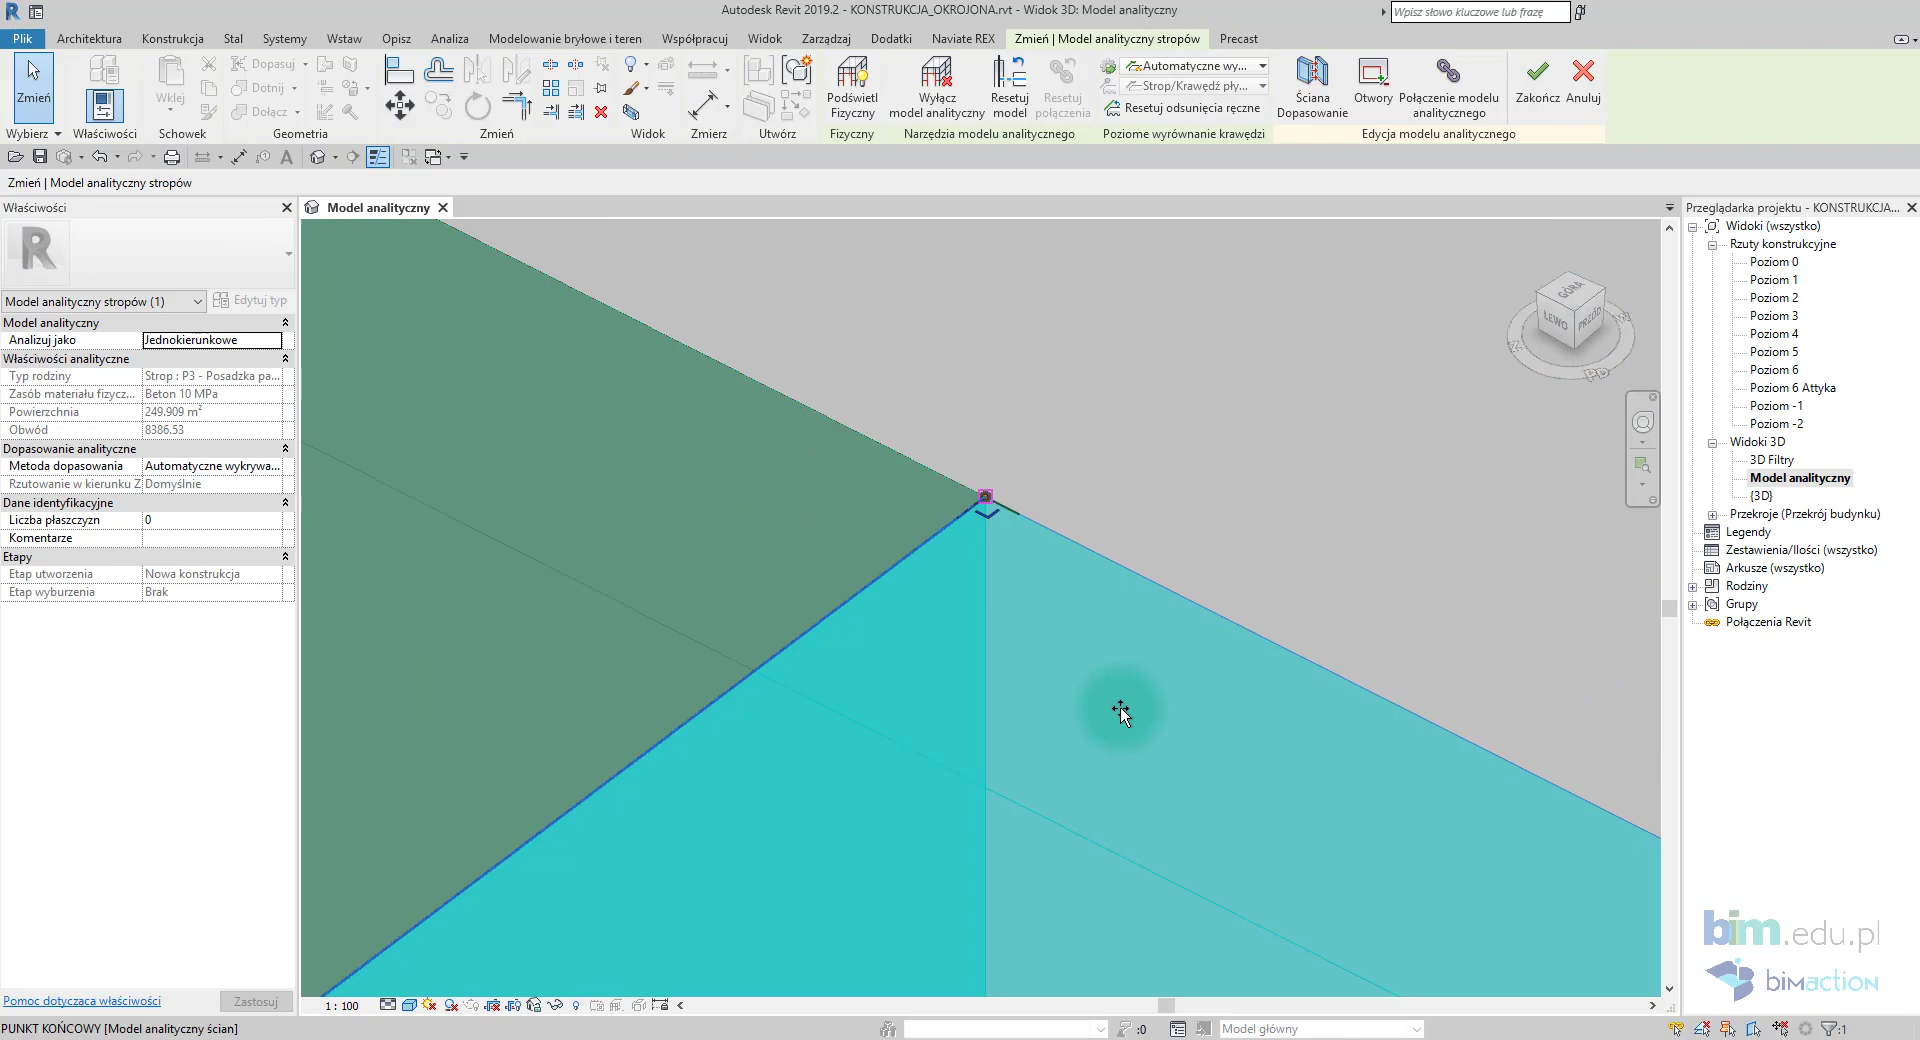 Autodesk Revit 2019.2 - KONSTRUKCJA_OKROJONA.rvt - Widok 3D: Model analityczny
Wpisz słowo kluczowe lub frazę
Plik Architektura Konstrukcja Stal Systemy Wstaw Opisz Analiza Modelowanie bryłowe i teren Współpracuj Widok Zarządzaj Dodatki Naviate REX Zmień | Model analityczny stropów Precast
Zmień
Wybierz
Właściwości
Wklej
Schowek
Dopasuj
Dotnij
Dołącz
Geometria
Zmień
Widok
Zmierz
Utwórz
Podświetl Fizyczny
Fizyczny
Wyłącz model analityczny
Resetuj model
Resetuj połączenia
Narzędzia modelu analitycznego
Automatyczne wy...
Strop/Krawędź pły...
Resetuj odsunięcia ręczne
Poziome wyrównanie krawędzi
Ściana Dopasowanie
Otwory
Połączenie modelu analitycznego
Edycja modelu analitycznego
Zakończ
Anuluj
Zmień | Model analityczny stropów
Właściwości
R
Model analityczny stropów (1)
Edytuj typ
Model analityczny
Analizuj jako Jednokierunkowe
Właściwości analityczne
Typ rodziny Strop : P3 - Posadzka pa...
Zasób materiału fizycz... Beton 10 MPa
Powierzchnia 249.909 m²
Obwód 8386.53
Dopasowanie analityczne
Metoda dopasowania Automatyczne wykrywa...
Rzutowanie w kierunku Z Domyślnie
Dane identyfikacyjne
Liczba płaszczyzn 0
Komentarze
Etapy
Etap utworzenia Nowa konstrukcja
Etap wyburzenia Brak
Pomoc dotycząca właściwości
Zastosuj
Model analityczny
GÓRA
LEWO
PRZÓD
1 : 100
Przeglądarka projektu - KONSTRUKCJA...
Widoki (wszystko)
Rzuty konstrukcyjne
Poziom 0
Poziom 1
Poziom 2
Poziom 3
Poziom 4
Poziom 5
Poziom 6
Poziom 6 Attyka
Poziom -1
Poziom -2
Widoki 3D
3D Filtry
Model analityczny
{3D}
Przekroje (Przekrój budynku)
Legendy
Zestawienia/Ilości (wszystko)
Arkusze (wszystko)
Rodziny
Grupy
Połączenia Revit
bim.edu.pl
bimaction
PUNKT KOŃCOWY [Model analityczny ścian]
:0
Model główny
:1